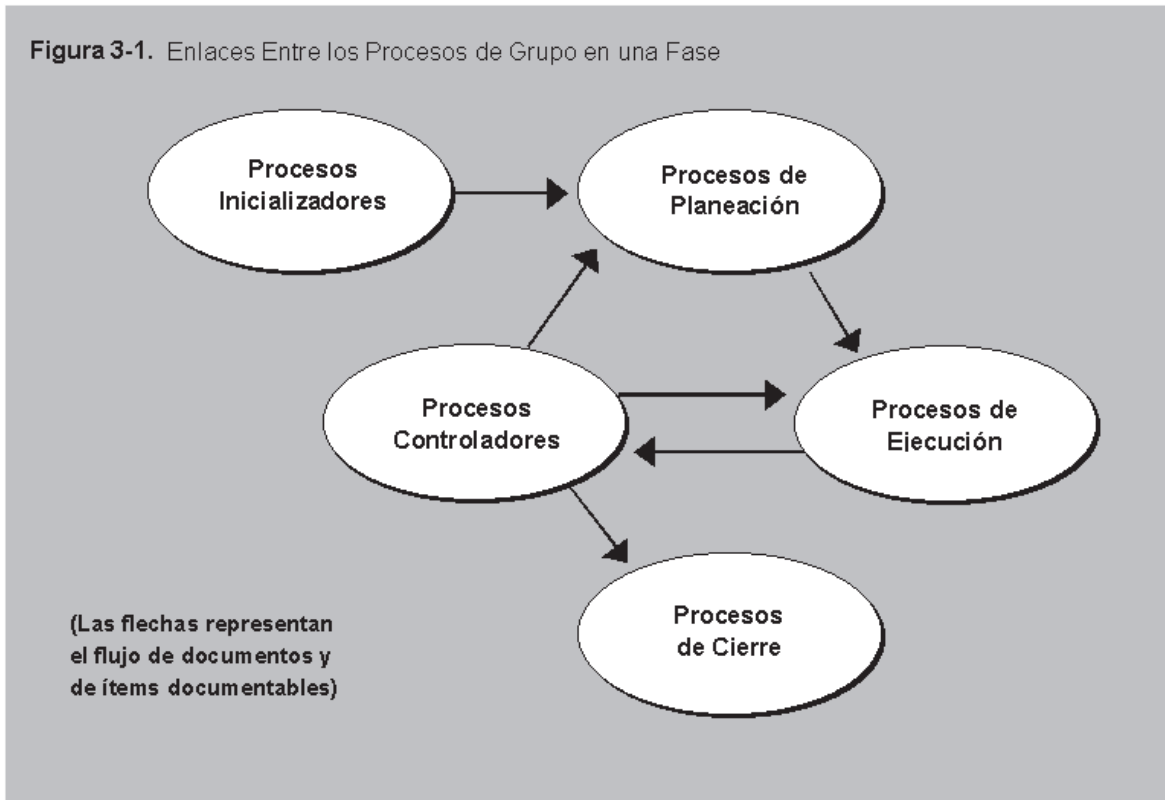 Figura 3-1. Enlaces Entre los Procesos de Grupo en una Fase
Procesos
Inicializadores
Procesos de
Planeación
Procesos
Controladores
Procesos de
Ejecución
Procesos
de Cierre
(Las flechas representan
el flujo de documentos y
de ítems documentables)